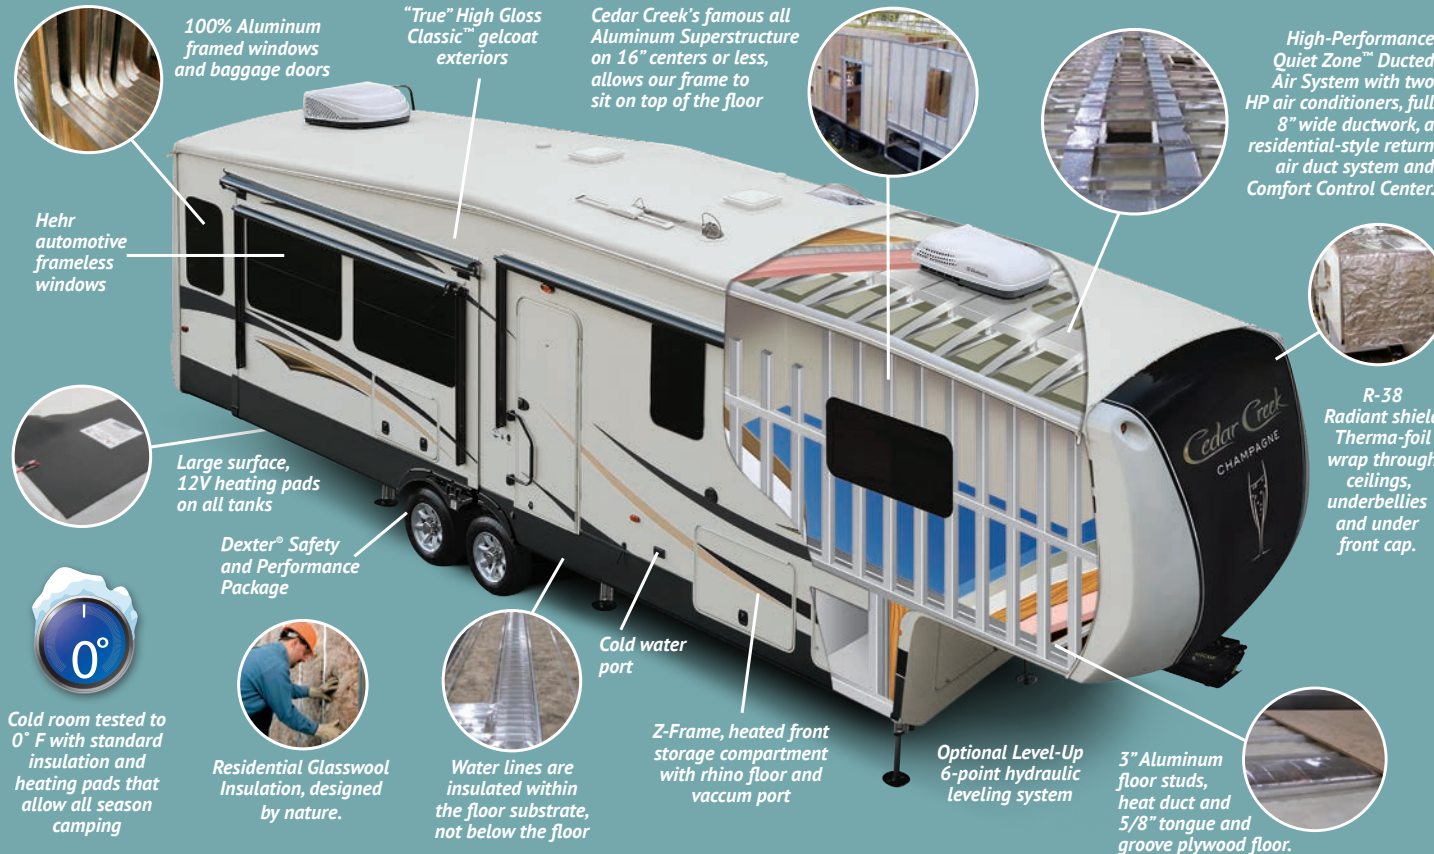 100% Aluminum
framed windows
and baggage doors
“True” High Gloss
Classic™ gelcoat
exteriors
Cedar Creek’s famous all
Aluminum Superstructure
on 16” centers or less,
allows our frame to
sit on top of the floor
High-Performance
Quiet Zone™ Ducted
Air System with two
HP air conditioners, full
8” wide ductwork, a
residential-style return
air duct system and
Comfort Control Center.
Hehr
automotive
frameless
windows
R-38
Radiant shield
Therma-foil
wrap through
ceilings,
underbellies
and under
front cap.
Cedar Creek
CHAMPAGNE
Large surface,
12V heating pads
on all tanks
Dexter® Safety
and Performance
Package
0°
Cold room tested to
0° F with standard
insulation and
heating pads that
allow all season
camping
Residential Glasswool
Insulation, designed
by nature.
Water lines are
insulated within
the floor substrate,
not below the floor
Cold water
port
Z-Frame, heated front
storage compartment
with rhino floor and
vaccum port
Optional Level-Up
6-point hydraulic
leveling system
3” Aluminum
floor studs,
heat duct and
5/8” tongue and
groove plywood floor.